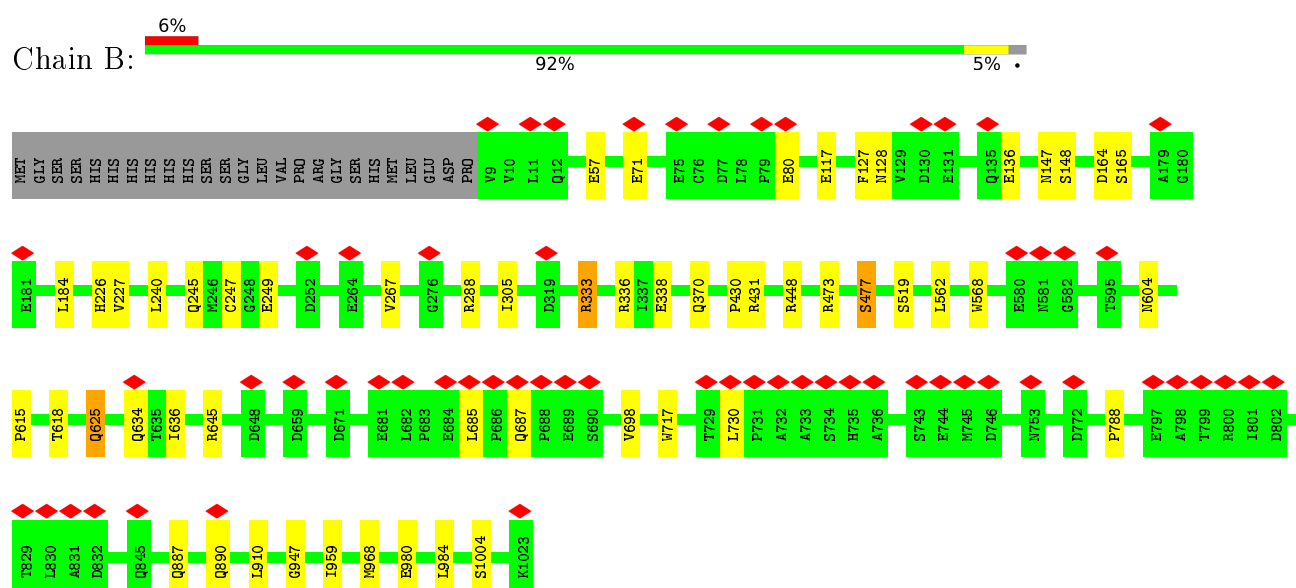 6%
Chain B:
92% 5% •
MET GLY SER SER HIS HIS HIS HIS HIS HIS SER SER GLY LEU VAL PRO ARG GLY SER HIS MET LEU GLU ASP PRO V9 V10 L11 Q12 E57 E71 E75 C76 D77 L78 P79 E80 E117 F127 N128 V129 D130 E131 Q135 E136 N147 S148 D164 S165 A179 G180
E181 L184 H226 V227 L240 Q245 M246 C247 G248 E249 D252 E264 V267 G276 R288 I305 D319 R333 R336 I337 E338 Q370 P430 R431 R448 R473 S477 S519 L562 W568 E580 N581 G582 T595 N604
P615 T618 Q625 Q634 T635 I636 R645 D648 D659 D671 E681 L682 P683 E684 L685 P686 Q687 P688 E689 S690 V698 W717 T729 L730 P731 A732 A733 S734 H735 A736 S743 E744 M745 D746 N753 D772 P788 E797 A798 T799 R800 I801 D802
T829 L830 A831 D832 Q845 Q887 Q890 L910 G947 I959 M968 E980 L984 S1004 K1023